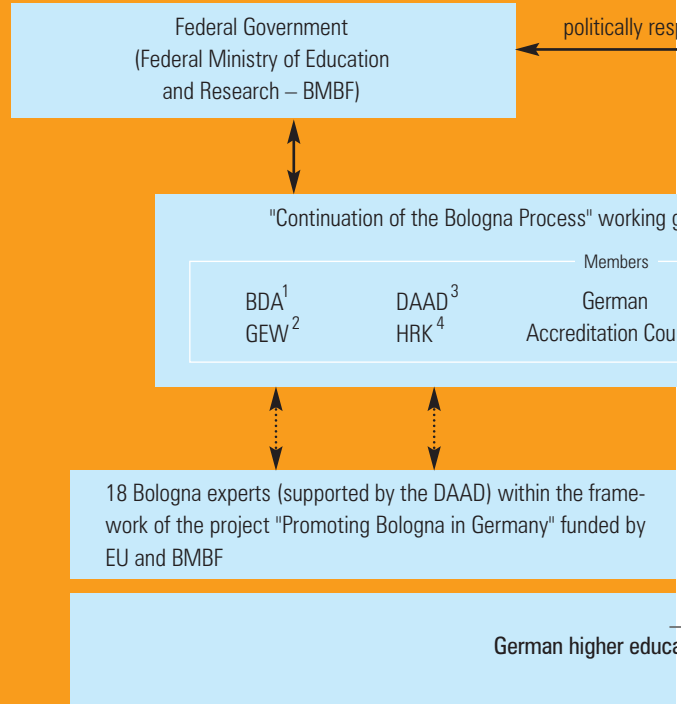 Federal Government
(Federal Ministry of Education
and Research – BMBF)
politically resp
"Continuation of the Bologna Process" working g
Members
BDA1 DAAD3 German
GEW2 HRK4 Accreditation Cou
18 Bologna experts (supported by the DAAD) within the frame-
work of the project "Promoting Bologna in Germany" funded by
EU and BMBF
German higher educa